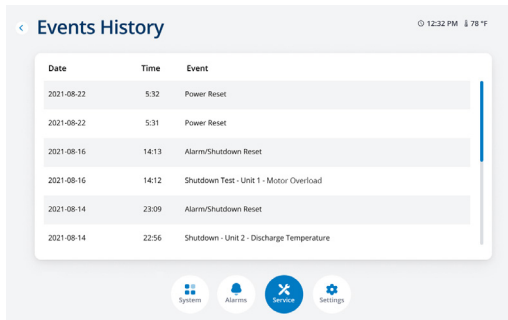 Events History
12:32 PM 78 °F
Date Time Event
2021-08-22 5:32 Power Reset
2021-08-22 5:31 Power Reset
2021-08-16 14:13 Alarm/Shutdown Reset
2021-08-16 14:12 Shutdown Test - Unit 1 - Motor Overload
2021-08-14 23:09 Alarm/Shutdown Reset
2021-08-14 22:56 Shutdown - Unit 2 - Discharge Temperature
System Alarms Service Settings